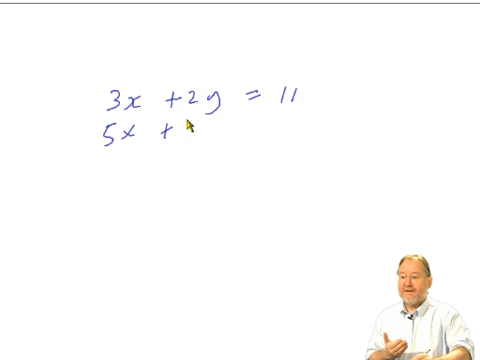 3x + 2y = 11
5x +